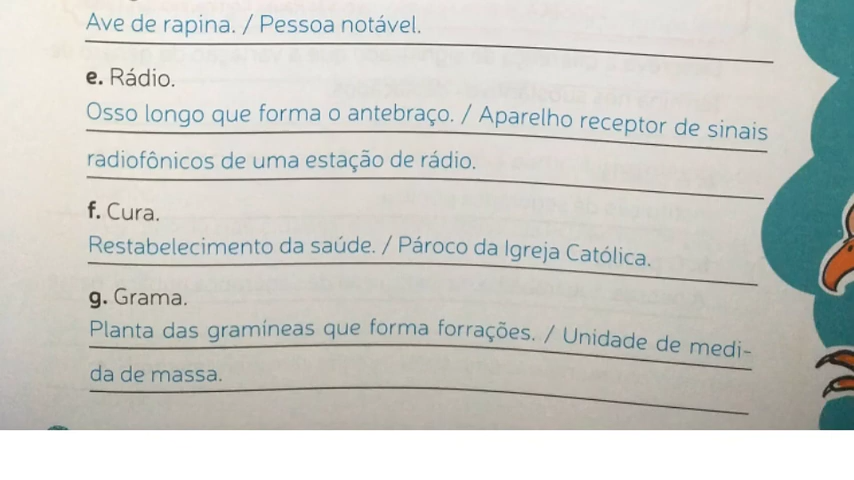 Ave de rapina. / Pessoa notável.
e. Rádio.
Osso longo que forma o antebraço. / Aparelho receptor de sinais
radiofônicos de uma estação de rádio.
f. Cura.
Restabelecimento da saúde. / Pároco da Igreja Católica.
g. Grama.
Planta das gramíneas que forma forrações. / Unidade de medi-
da de massa.